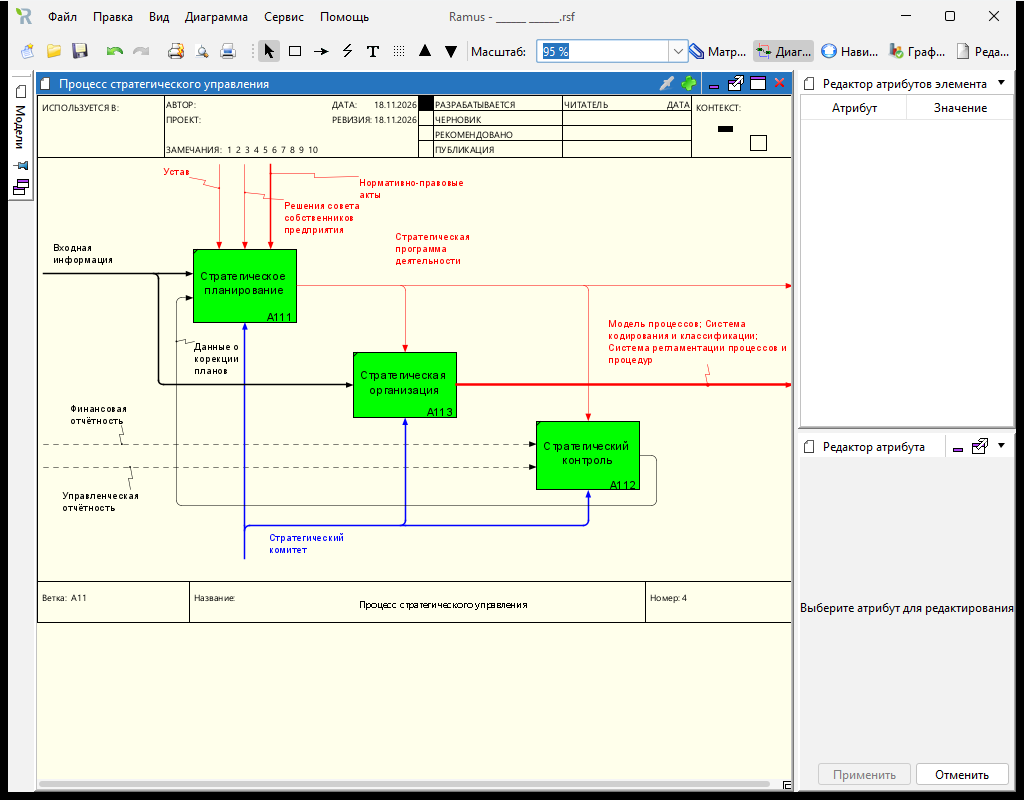 Файл Правка Вид Диаграмма Сервис Помощь Ramus - _____ _____.rsf
Масштаб: 95 % Матр... Диаг... Нави... Граф... Реда...
Модели
Процесс стратегического управления
ИСПОЛЬЗУЕТСЯ В: АВТОР: ДАТА: 18.11.2026 РАЗРАБАТЫВАЕТСЯ ЧИТАТЕЛЬ ДАТА КОНТЕКСТ:
ПРОЕКТ: РЕВИЗИЯ: 18.11.2026 ЧЕРНОВИК
РЕКОМЕНДОВАНО
ЗАМЕЧАНИЯ: 1 2 3 4 5 6 7 8 9 10 ПУБЛИКАЦИЯ
Устав
Нормативно-правовые
акты
Решения совета
собственников
предприятия
Стратегическая
программа
деятельности
Входная
информация
Стратегическое
планирование
A111
Модель процессов; Система
кодирования и классификации;
Система регламентации процессов и
процедур
Данные о
корекции
планов
Стратегическая
организация
A113
Финансовая
отчётность
Стратегический
контроль
A112
Управленческая
отчётность
Стратегический
комитет
Ветка: A11 Название: Процесс стратегического управления Номер: 4
Редактор атрибутов элемента
Атрибут Значение
Редактор атрибута
Выберите атрибут для редактирования
Применить Отменить